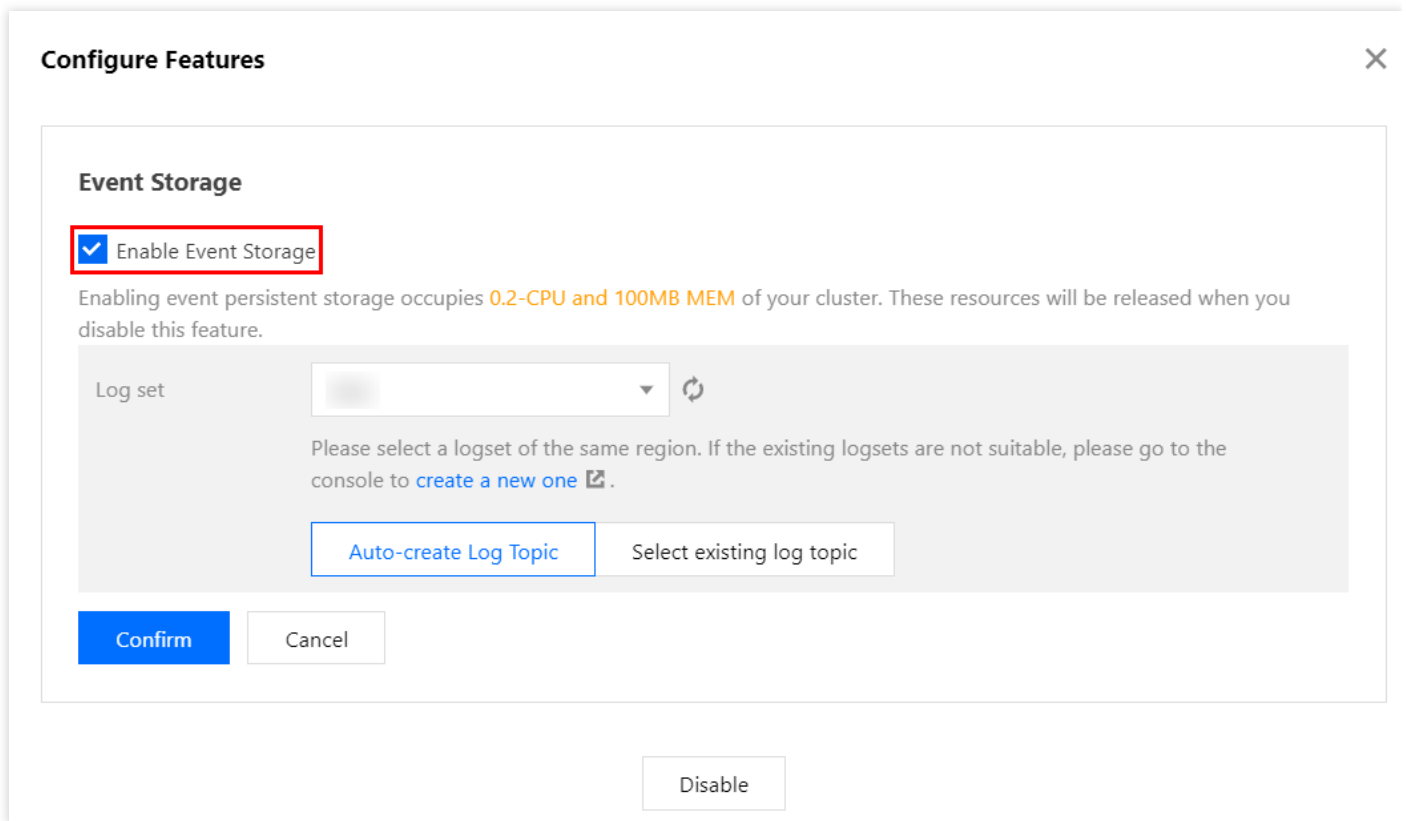 Configure Features
Event Storage
Enable Event Storage
Enabling event persistent storage occupies 0.2-CPU and 100MB MEM of your cluster. These resources will be released when you
disable this feature.
Log set
Please select a logset of the same region. If the existing logsets are not suitable, please go to the
console to create a new one .
Auto-create Log Topic
Select existing log topic
Confirm
Cancel
Disable